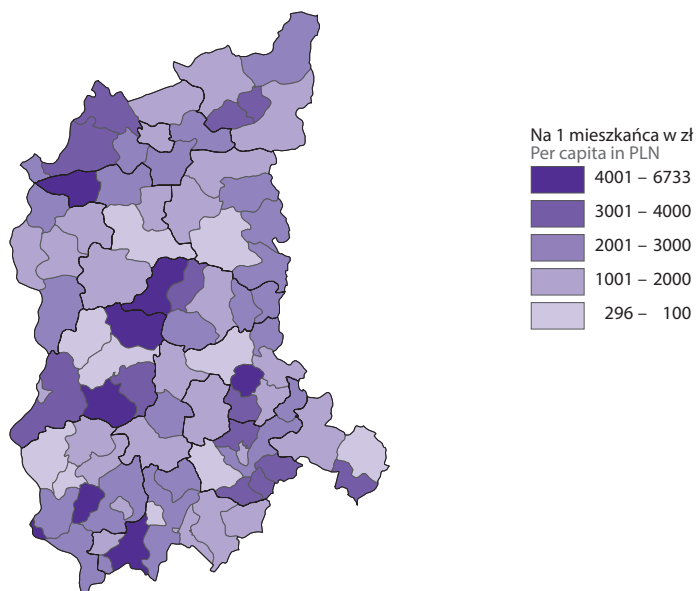 Na 1 mieszkańca w zł
Per capita in PLN
4001 – 6733
3001 – 4000
2001 – 3000
1001 – 2000
296 – 100